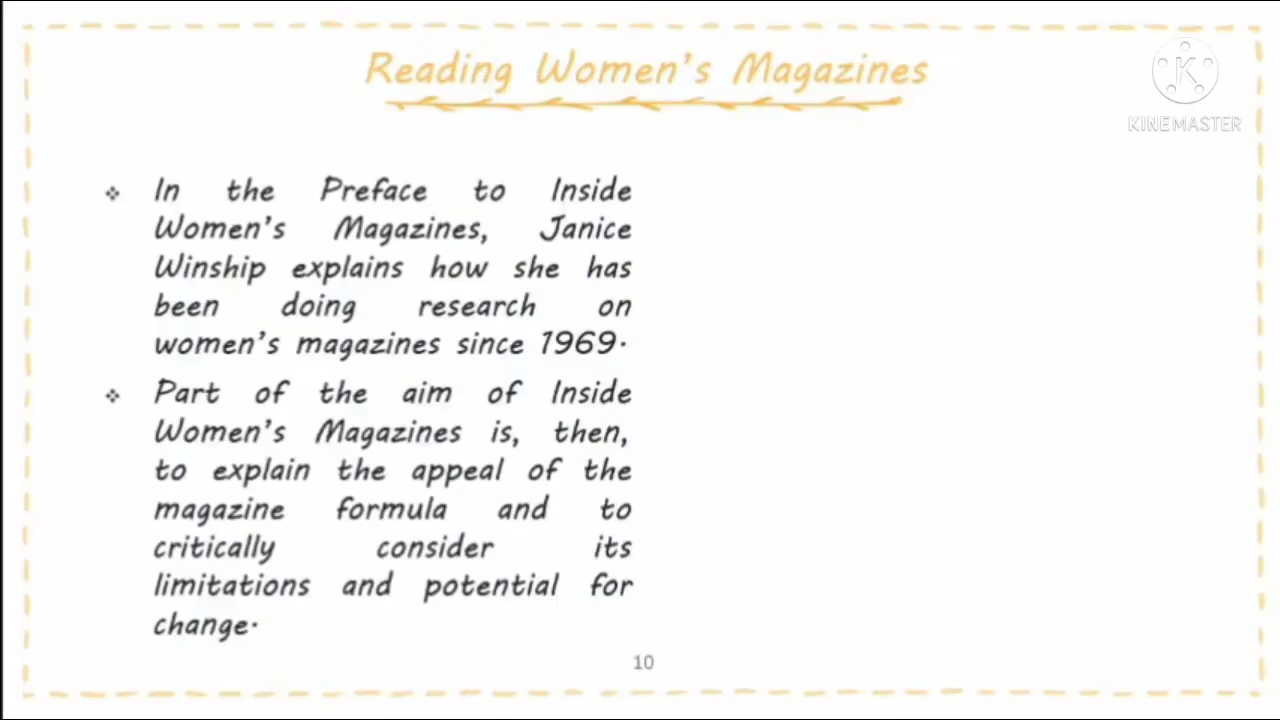 Reading Women's Magazines
K
KINEMASTER
❖ In the Preface to Inside
Women's Magazines, Janice
Winship explains how she has
been doing research on
women's magazines since 1969.
❖ Part of the aim of Inside
Women's Magazines is, then,
to explain the appeal of the
magazine formula and to
critically consider its
limitations and potential for
change.
10